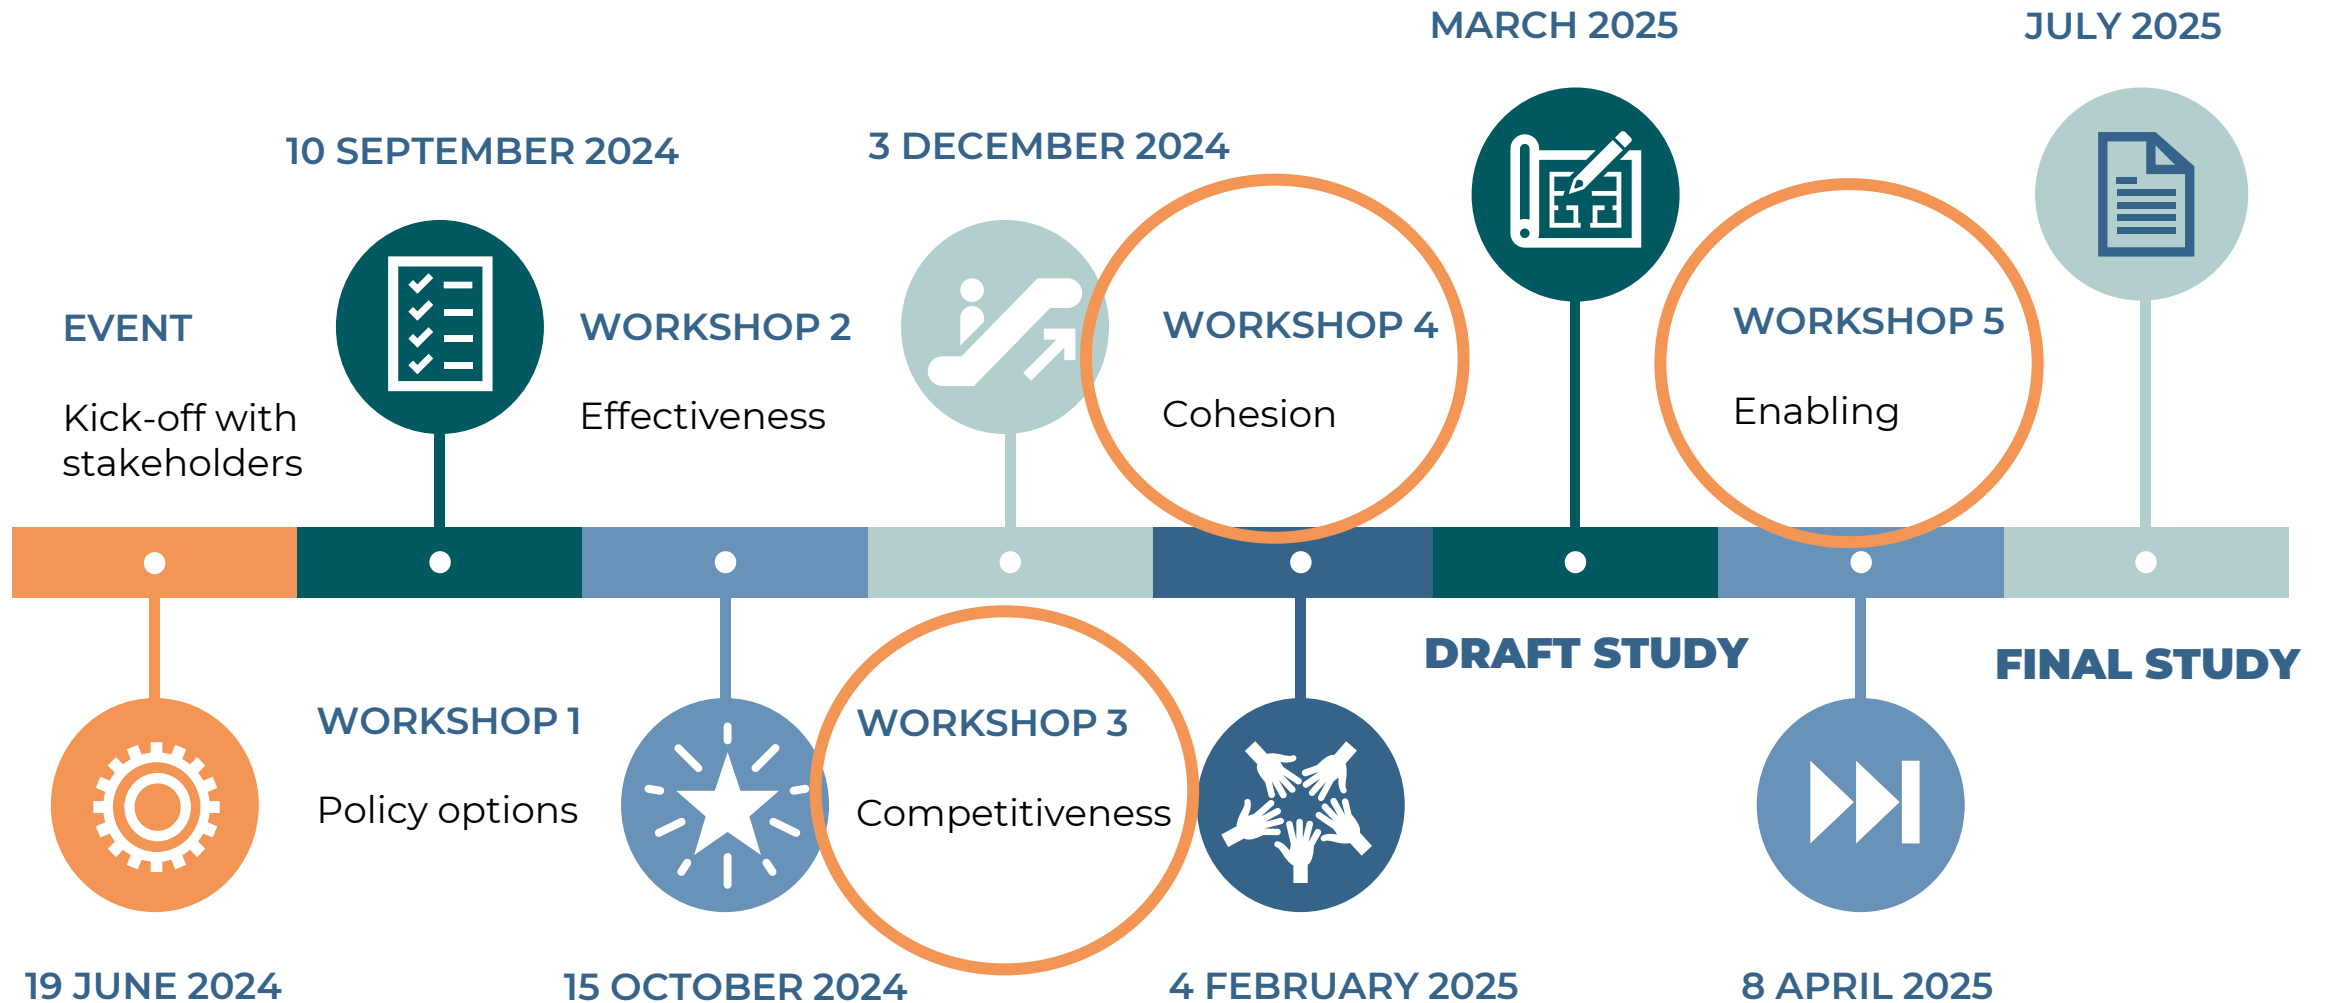 MARCH 2025
JULY 2025
10 SEPTEMBER 2024
3 DECEMBER 2024
EVENT
Kick-off with
stakeholders
WORKSHOP 2
Effectiveness
WORKSHOP 4
Cohesion
WORKSHOP 5
Enabling
WORKSHOP 1
Policy options
WORKSHOP 3
Competitiveness
DRAFT STUDY
FINAL STUDY
19 JUNE 2024
15 OCTOBER 2024
4 FEBRUARY 2025
8 APRIL 2025